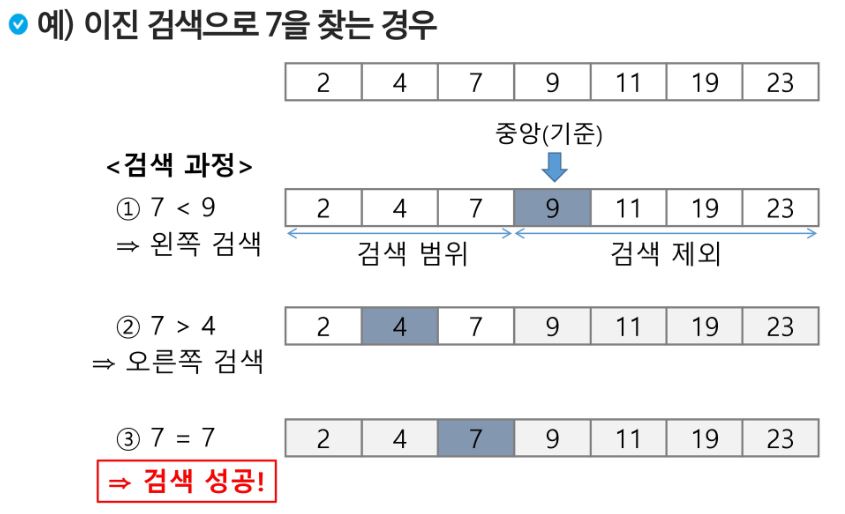 예) 이진 검색으로 7을 찾는 경우
2 4 7 9 11 19 23
중앙(기준)
<검색 과정>
① 7 < 9
2 4 7 9 11 19 23
⇒ 왼쪽 검색
검색 범위 검색 제외
② 7 > 4
2 4 7 9 11 19 23
⇒ 오른쪽 검색
③ 7 = 7
2 4 7 9 11 19 23
⇒ 검색 성공!